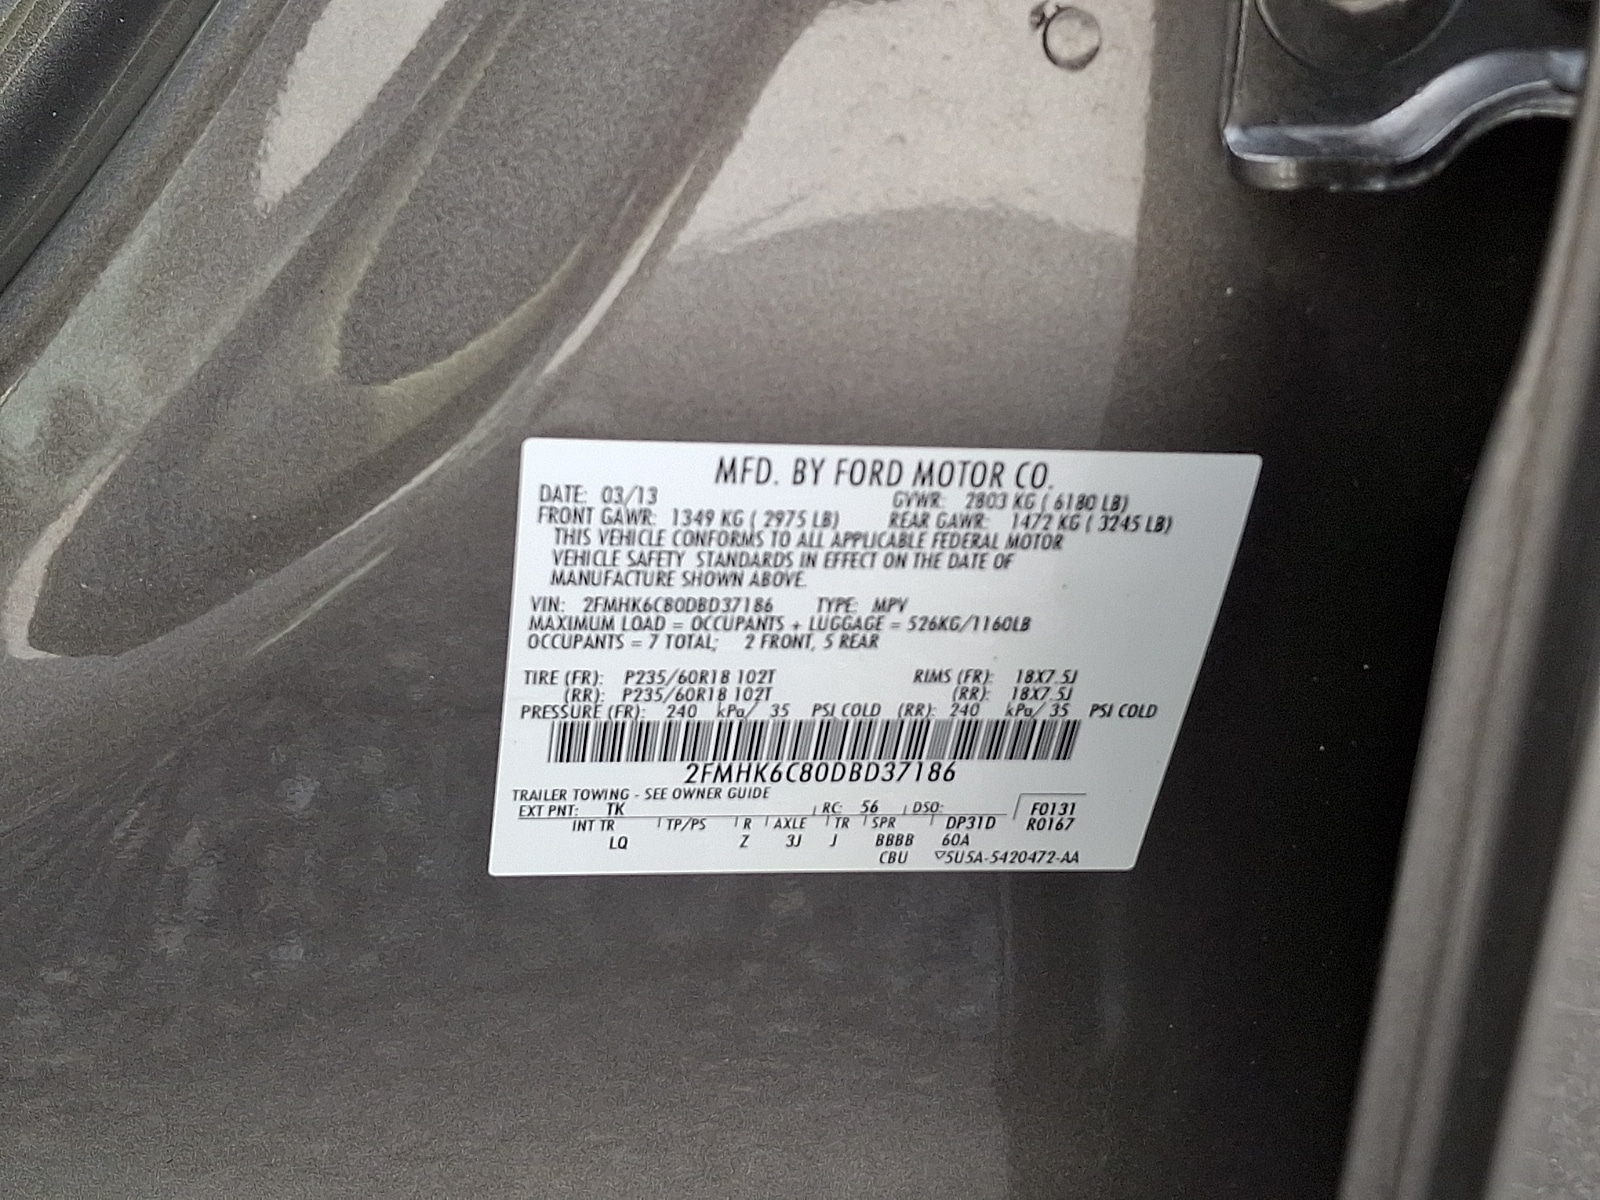 MFD. BY FORD MOTOR CO.
DATE: 03/13 GVWR: 2803 KG ( 6180 LB)
FRONT GAWR: 1349 KG ( 2975 LB) REAR GAWR: 1472 KG ( 3245 LB)
THIS VEHICLE CONFORMS TO ALL APPLICABLE FEDERAL MOTOR
VEHICLE SAFETY STANDARDS IN EFFECT ON THE DATE OF
MANUFACTURE SHOWN ABOVE.
VIN: 2FMHK6C80DBD37186 TYPE: MPV
MAXIMUM LOAD = OCCUPANTS + LUGGAGE = 526KG/1160LB
OCCUPANTS = 7 TOTAL; 2 FRONT, 5 REAR
TIRE (FR): P235/60R18 102T RIMS (FR): 18X7.5J
(RR): P235/60R18 102T (RR): 18X7.5J
PRESSURE (FR): 240 kPa/ 35 PSI COLD (RR): 240 kPa/ 35 PSI COLD
2FMHK6C80DBD37186
TRAILER TOWING - SEE OWNER GUIDE
EXT PNT: TK RC: 56 DSO: F0131
INT TR TP/PS R AXLE TR SPR DP31D R0167
LQ Z 3J J BBBB 60A
CBU ▽5U5A-5420472-AA